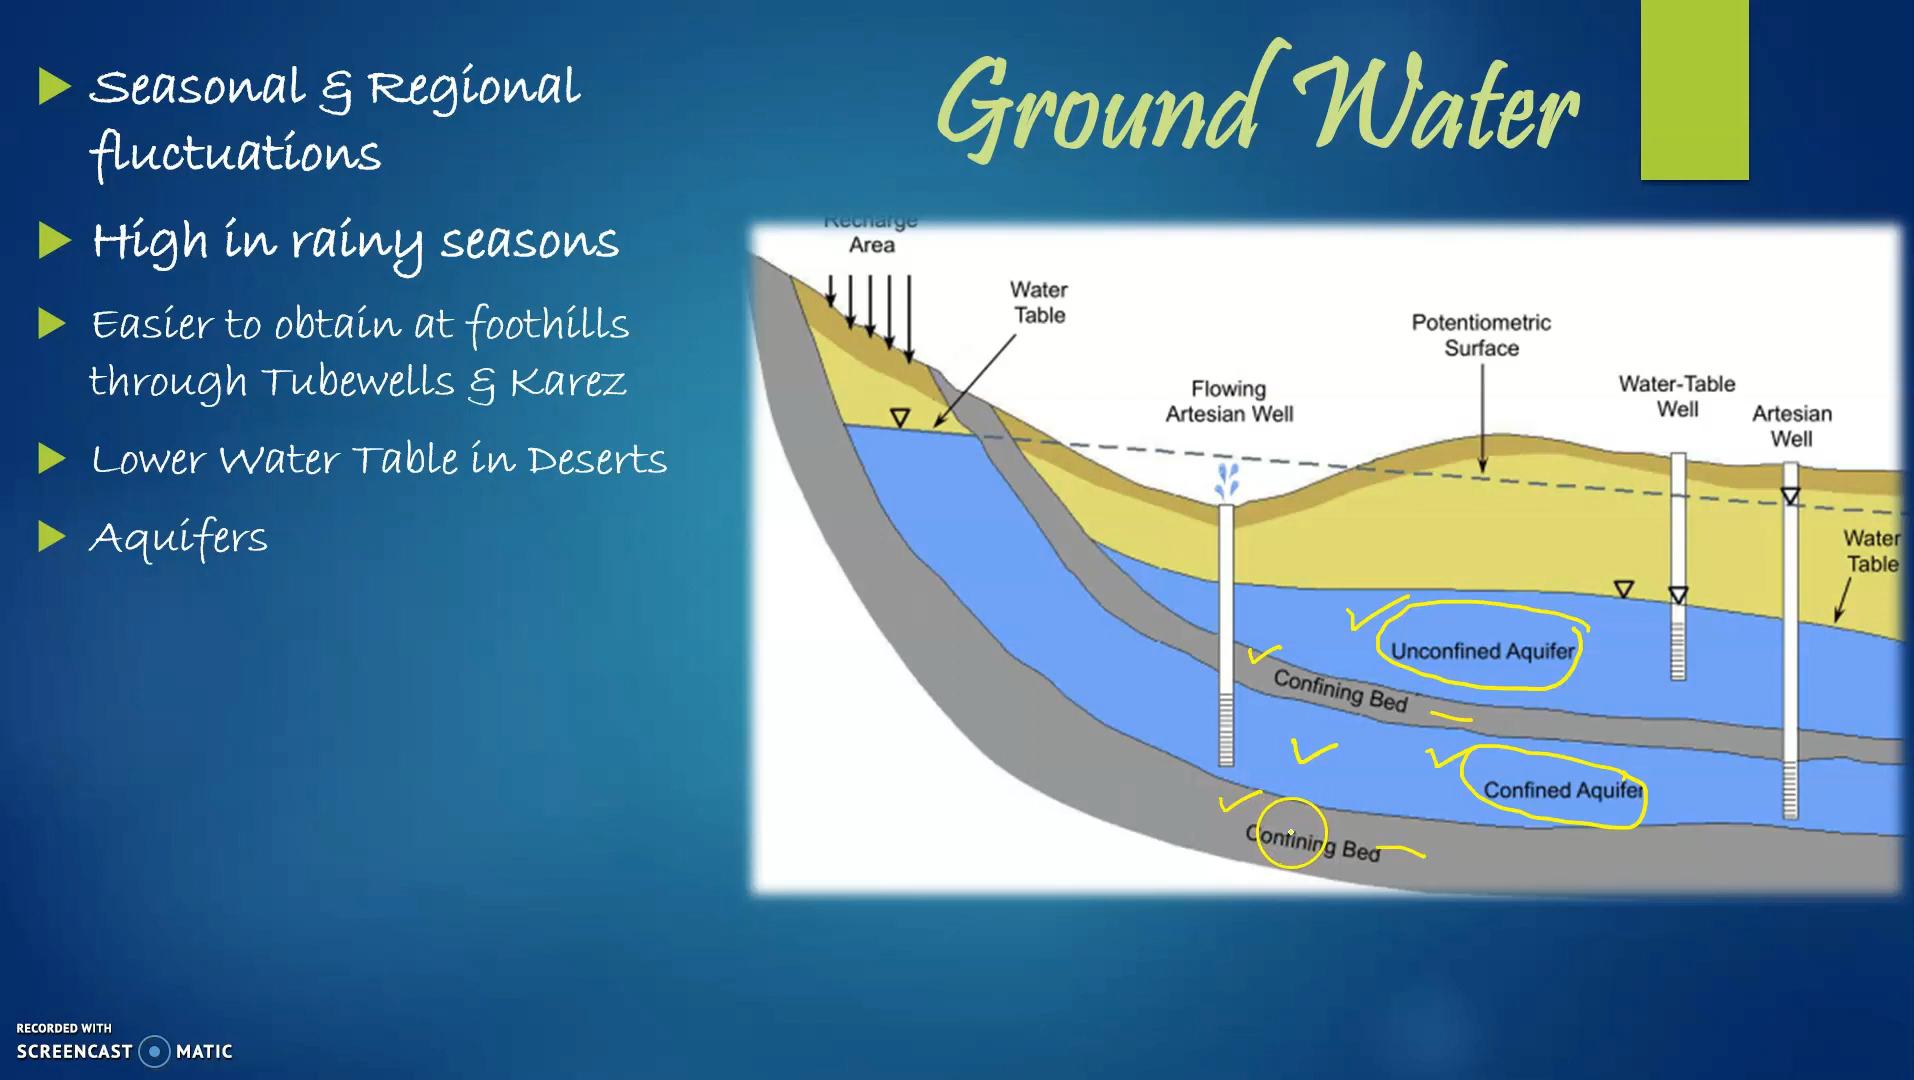 Seasonal & Regional
fluctuations
High in rainy seasons
Easier to obtain at foothills
through Tubewells & Karez
Lower Water Table in Deserts
Aquifers
Ground Water
Recharge
Area
Water
Table
Potentiometric
Surface
Flowing
Artesian Well
Water-Table
Well
Artesian
Well
Water
Table
Unconfined Aquifer
Confining Bed
Confined Aquifer
Confining Bed
RECORDED WITH
SCREENCAST MATIC